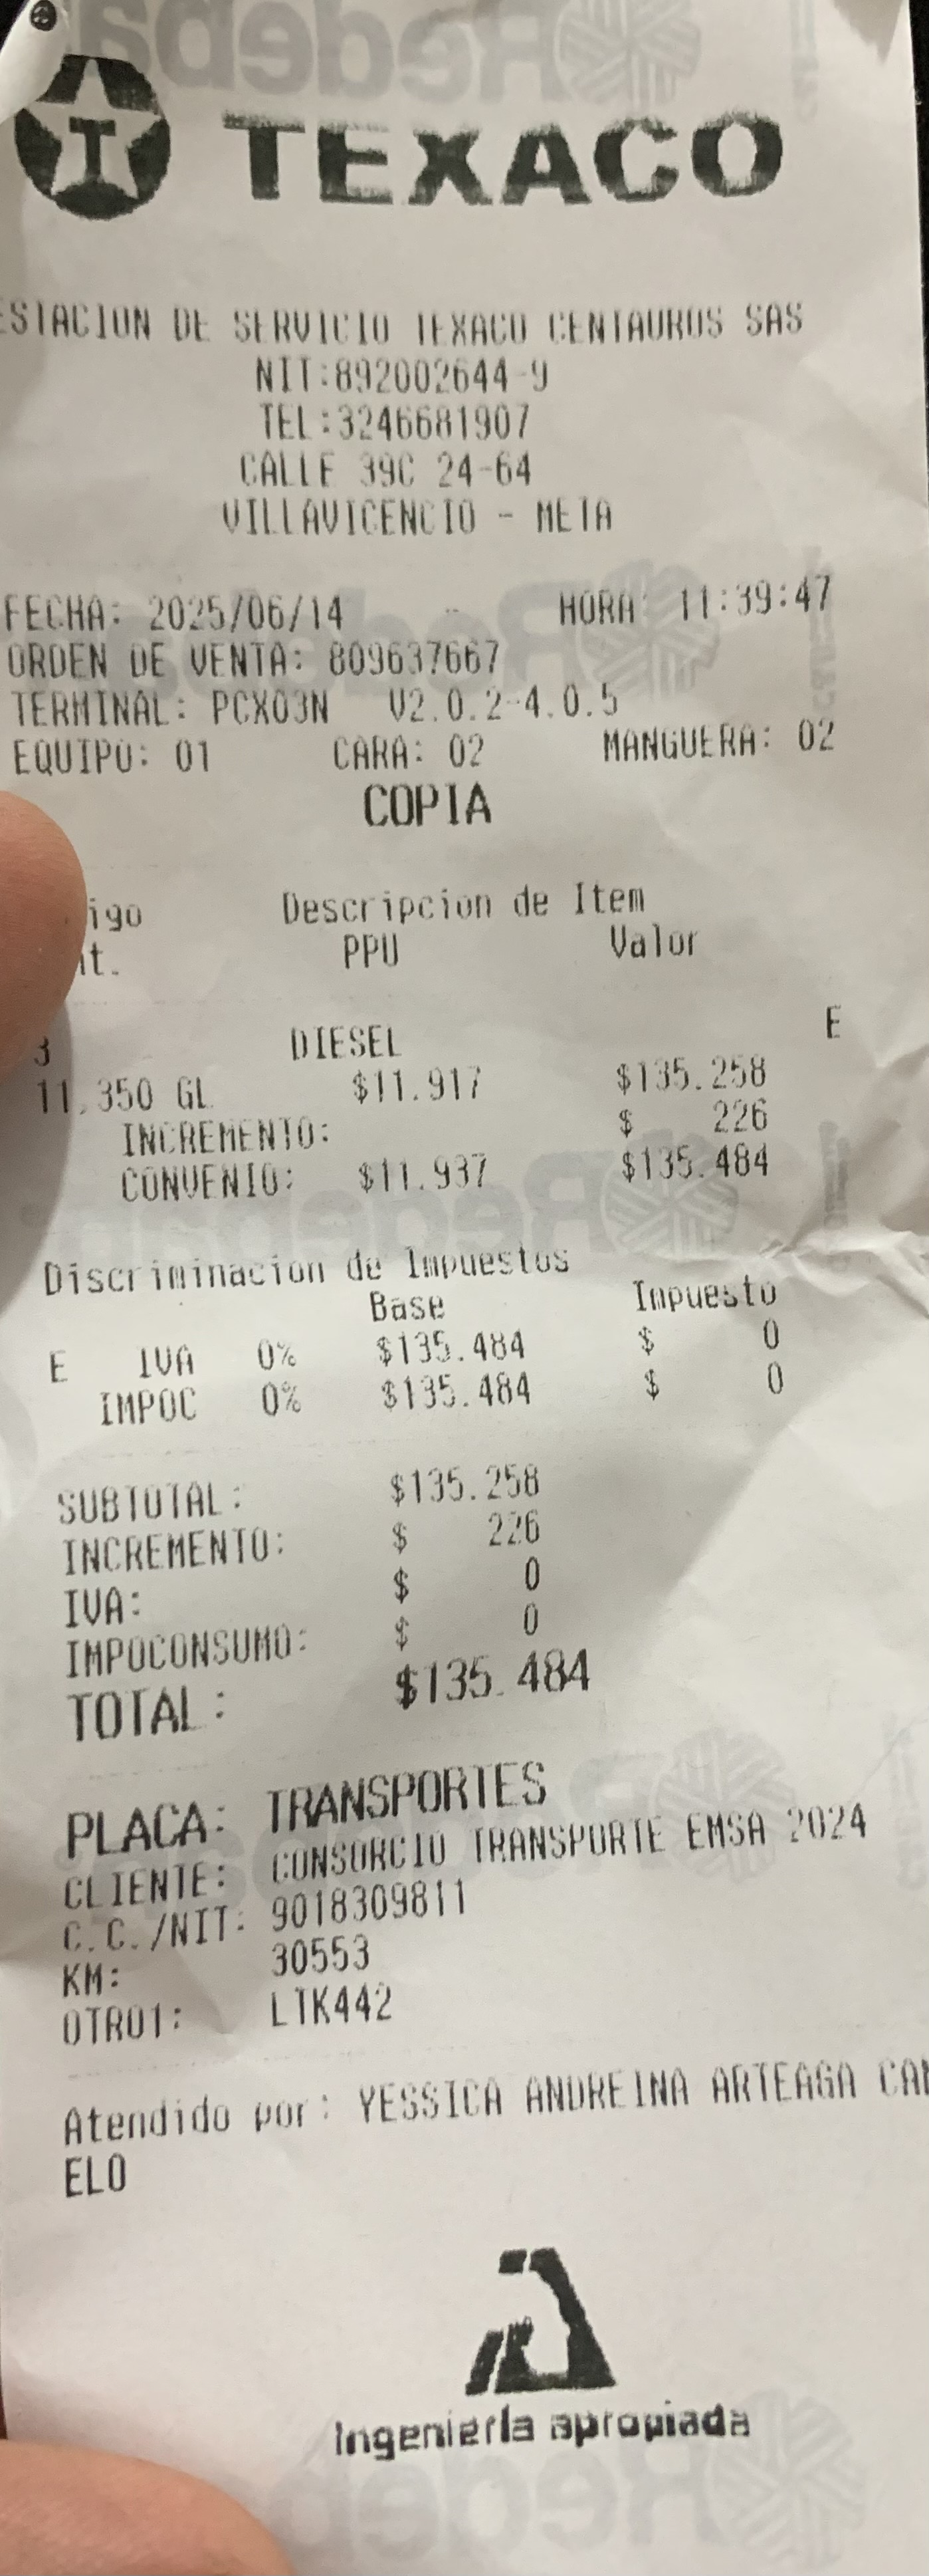 TEXACO
ESTACION DE SERVICIO TEXACO CENTAUROS SAS
NIT:892002644-9
TEL:3246681907
CALLE 39C 24-64
VILLAVICENCIO - META
FECHA: 2025/06/14 HORA: 11:39:47
ORDEN DE VENTA: 809637667
TERMINAL: PCX03N V2.0.2-4.0.5
EQUIPO: 01 CARA: 02 MANGUERA: 02
COPIA
igo Descripcion de Item
nt. PPU Valor
3 DIESEL E
11,350 GL $11.917 $135.258
INCREMENTO: $ 226
CONVENIO: $11.937 $135.484
Discriminacion de Impuestos
Base Impuesto
E IVA 0% $135.484 $ 0
IMPOC 0% $135.484 $ 0
SUBTOTAL: $135.258
INCREMENTO: $ 226
IVA: $ 0
IMPOCONSUMO: $ 0
TOTAL: $135.484
PLACA: TRANSPORTES
CLIENTE: CONSORCIO TRANSPORTE EMSA 2024
C.C./NIT: 9018309811
KM: 30553
OTRO1: LTK442
Atendido por: YESSICA ANDREINA ARTEAGA CAN
ELO
Ingeniería apropiada